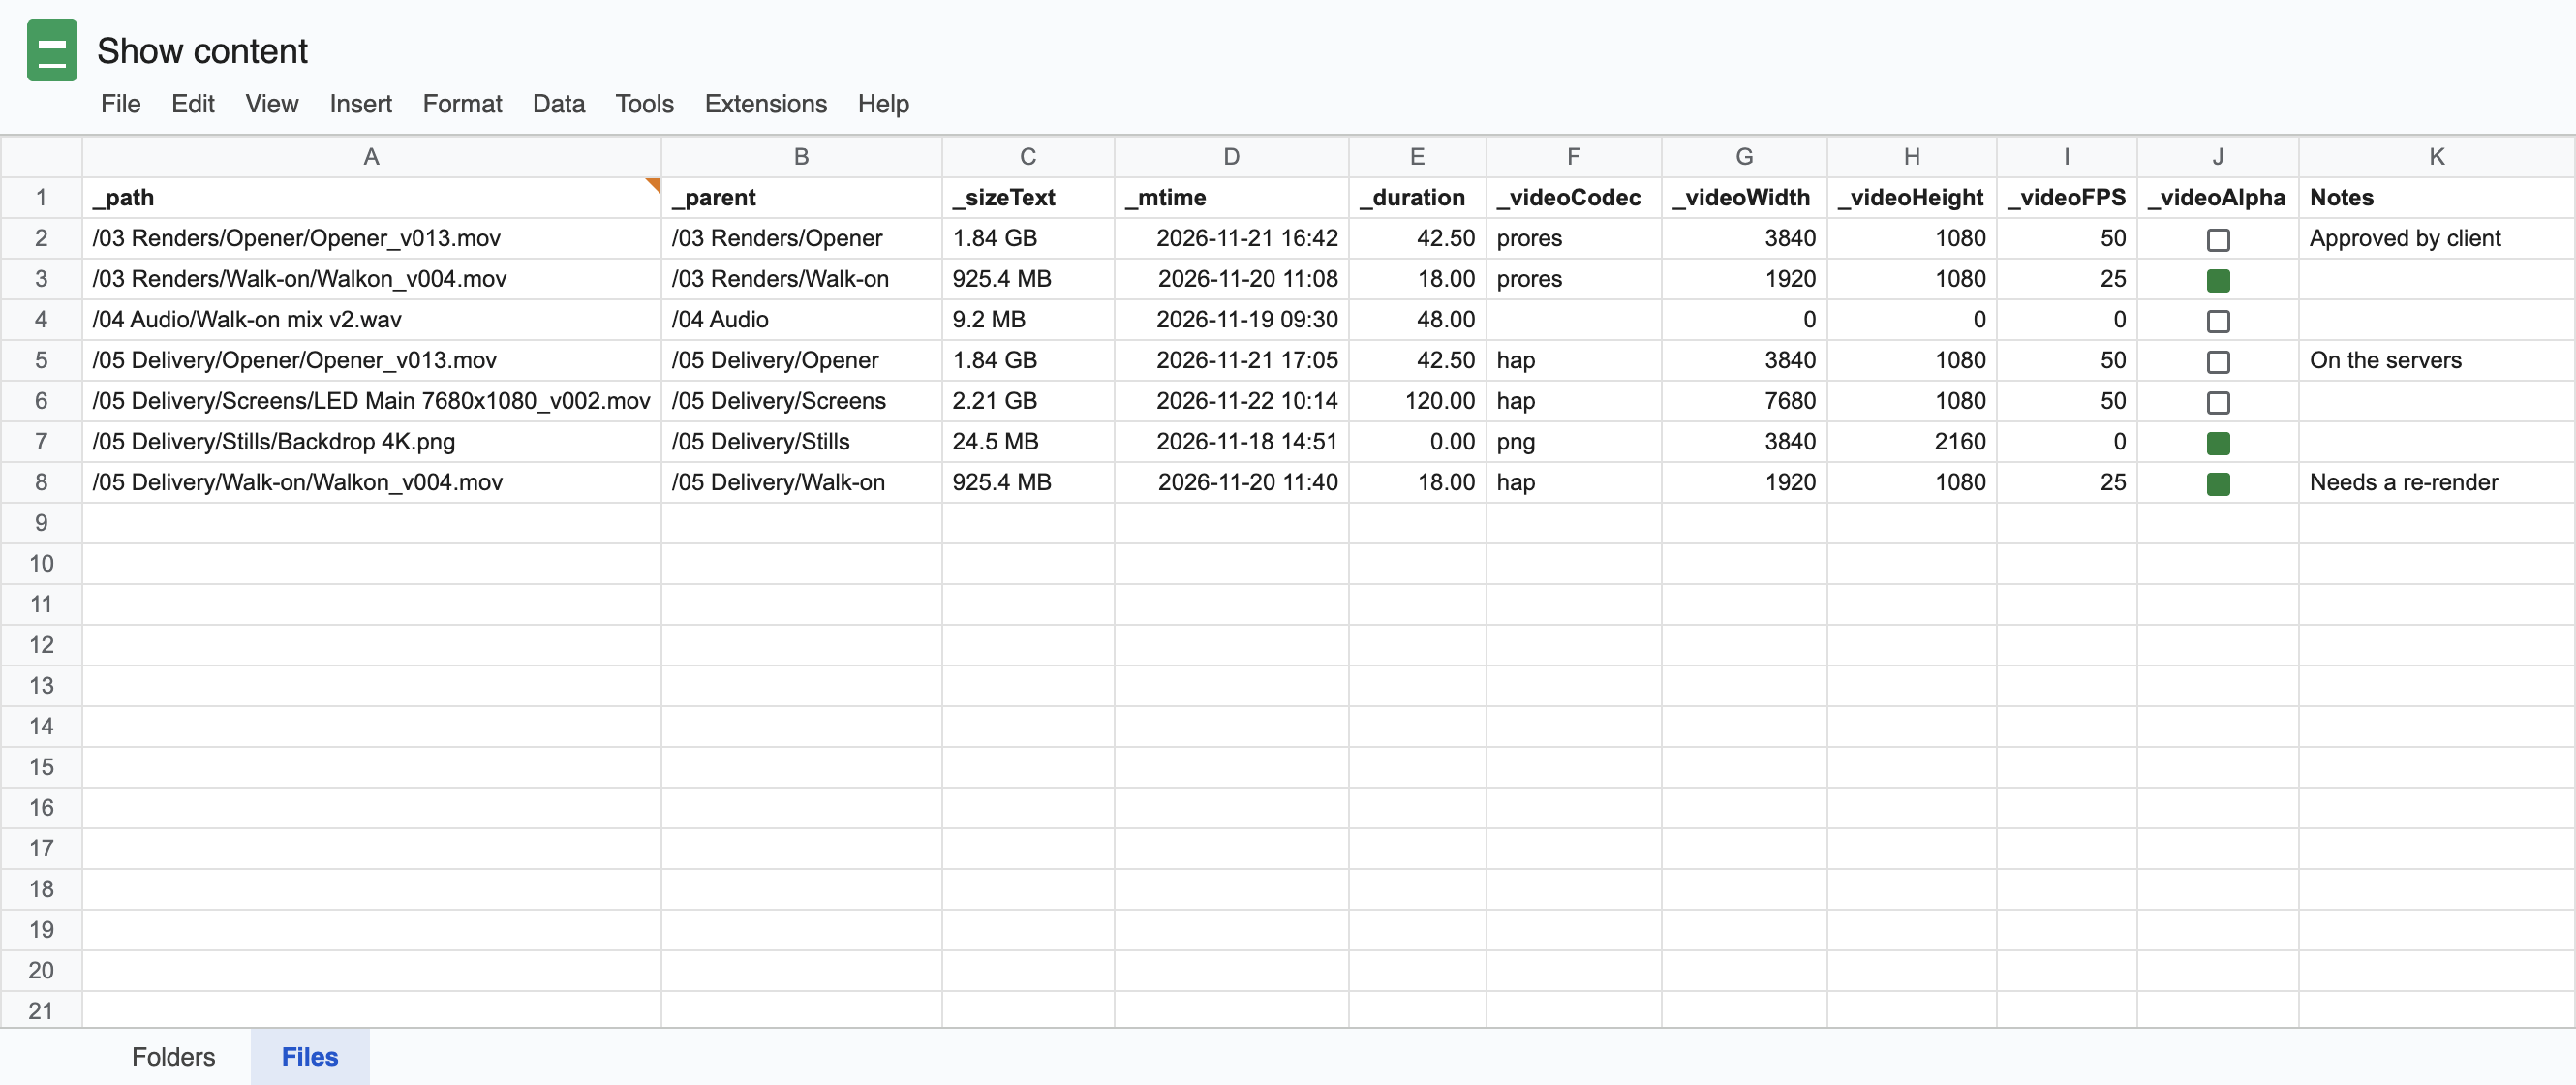 Show content
File Edit View Insert Format Data Tools Extensions Help
A B C D E F G H I J K
1 _path _parent _sizeText _mtime _duration _videoCodec _videoWidth _videoHeight _videoFPS _videoAlpha Notes
2 /03 Renders/Opener/Opener_v013.mov /03 Renders/Opener 1.84 GB 2026-11-21 16:42 42.50 prores 3840 1080 50 Approved by client
3 /03 Renders/Walk-on/Walkon_v004.mov /03 Renders/Walk-on 925.4 MB 2026-11-20 11:08 18.00 prores 1920 1080 25
4 /04 Audio/Walk-on mix v2.wav /04 Audio 9.2 MB 2026-11-19 09:30 48.00 0 0 0
5 /05 Delivery/Opener/Opener_v013.mov /05 Delivery/Opener 1.84 GB 2026-11-21 17:05 42.50 hap 3840 1080 50 On the servers
6 /05 Delivery/Screens/LED Main 7680x1080_v002.mov /05 Delivery/Screens 2.21 GB 2026-11-22 10:14 120.00 hap 7680 1080 50
7 /05 Delivery/Stills/Backdrop 4K.png /05 Delivery/Stills 24.5 MB 2026-11-18 14:51 0.00 png 3840 2160 0
8 /05 Delivery/Walk-on/Walkon_v004.mov /05 Delivery/Walk-on 925.4 MB 2026-11-20 11:40 18.00 hap 1920 1080 25 Needs a re-render
9
10
11
12
13
14
15
16
17
18
19
20
21
Folders Files